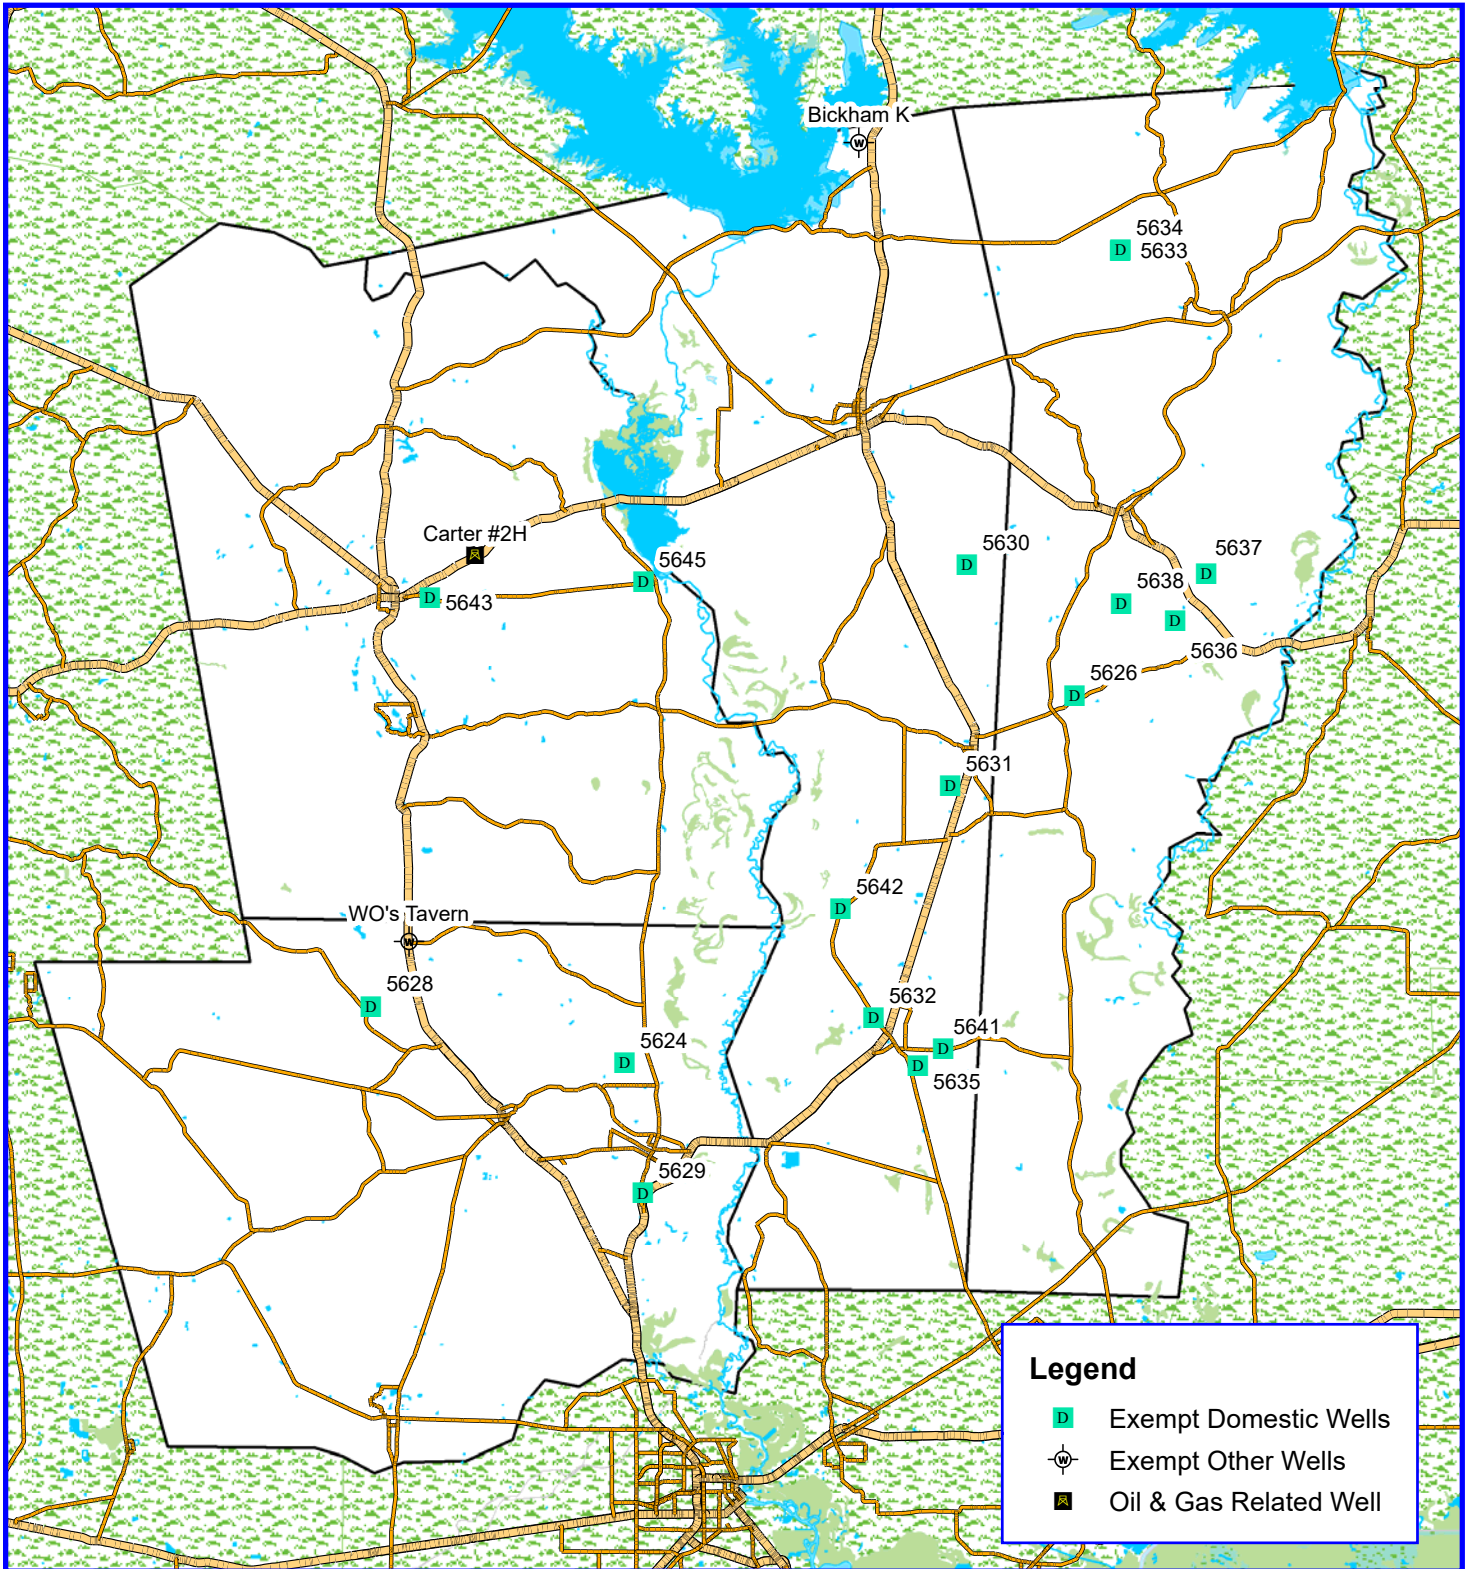 Bickham K
5634
5633
Carter #2H
5630
5637
5645
5638
5643
5636
5626
5631
5642
WO's Tavern
5628
5632
5641
5624
5635
5629
Legend
D Exempt Domestic Wells
W Exempt Other Wells
Oil & Gas Related Well